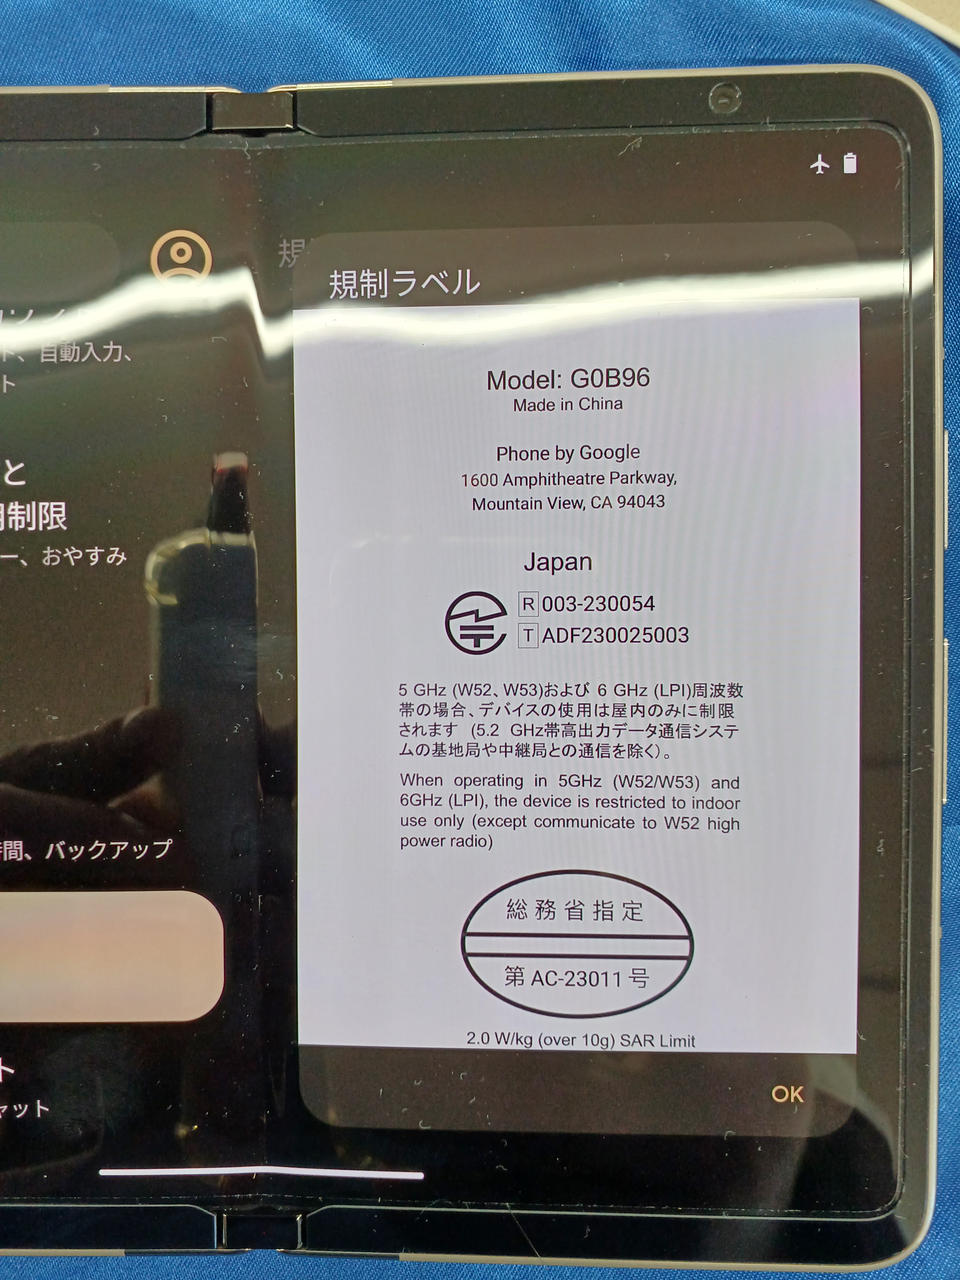 規
規制ラベル
ト、自動入力、
ト
と
制限
ー、おやすみ
間、バックアップ
ト
ャット
Model: G0B96
Made in China
Phone by Google
1600 Amphitheatre Parkway,
Mountain View, CA 94043
Japan
R 003-230054
T ADF230025003
5 GHz (W52、W53)および 6 GHz (LPI)周波数
帯の場合、デバイスの使用は屋内のみに制限
されます (5.2 GHz帯高出力データ通信システ
ムの基地局や中継局との通信を除く)。
When operating in 5GHz (W52/W53) and
6GHz (LPI), the device is restricted to indoor
use only (except communicate to W52 high
power radio)
総務省指定
第 AC-23011 号
2.0 W/kg (over 10g) SAR Limit
OK